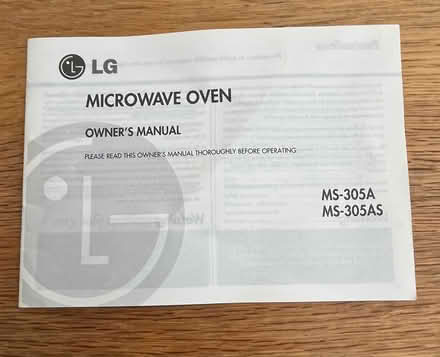 LG
MICROWAVE OVEN
OWNER'S MANUAL
PLEASE READ THIS OWNER'S MANUAL THOROUGHLY BEFORE OPERATING.
MS-305A
MS-305AS